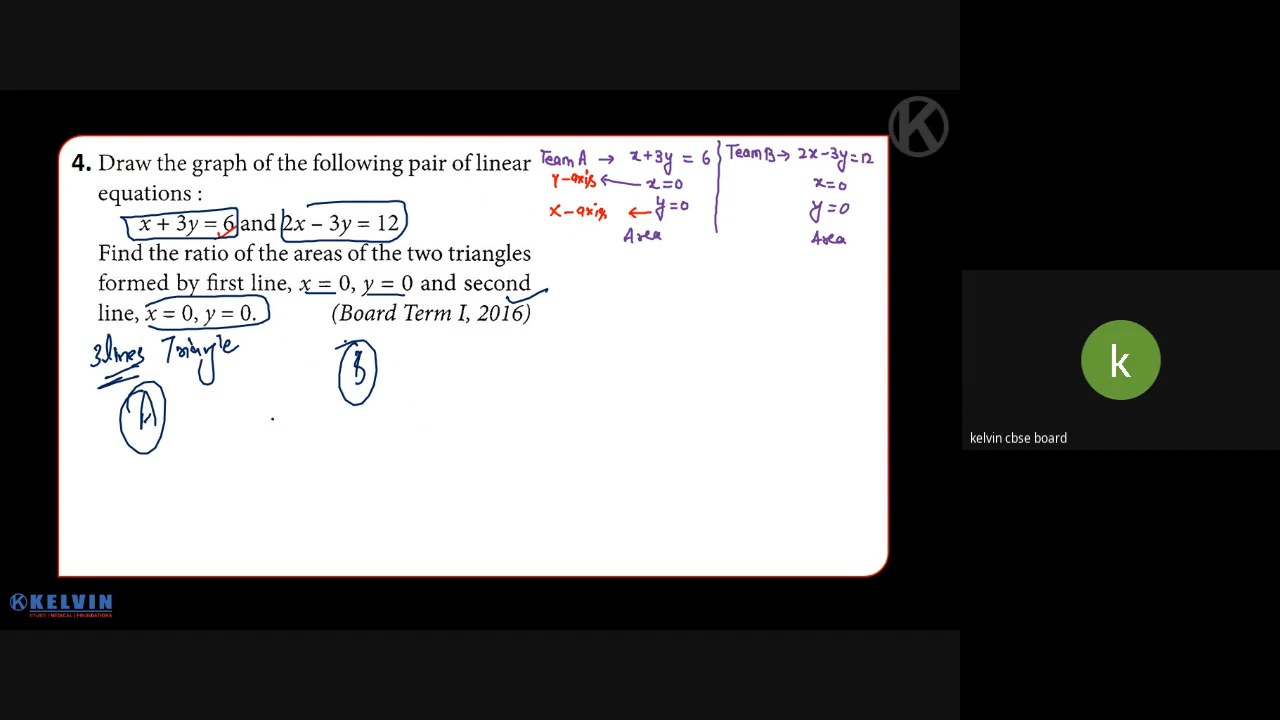 4. Draw the graph of the following pair of linear
equations :
x + 3y = 6 and 2x – 3y = 12
Find the ratio of the areas of the two triangles
formed by first line, x = 0, y = 0 and second
line, x = 0, y = 0. (Board Term I, 2016)
3 lines Triangle
A
B
Team A → x+3y = 6
Y-axis ← x=0
X-axis ← y=0
Area
Team B → 2x-3y=12
x=0
y=0
Area
K
k
kelvin cbse board
KELVIN